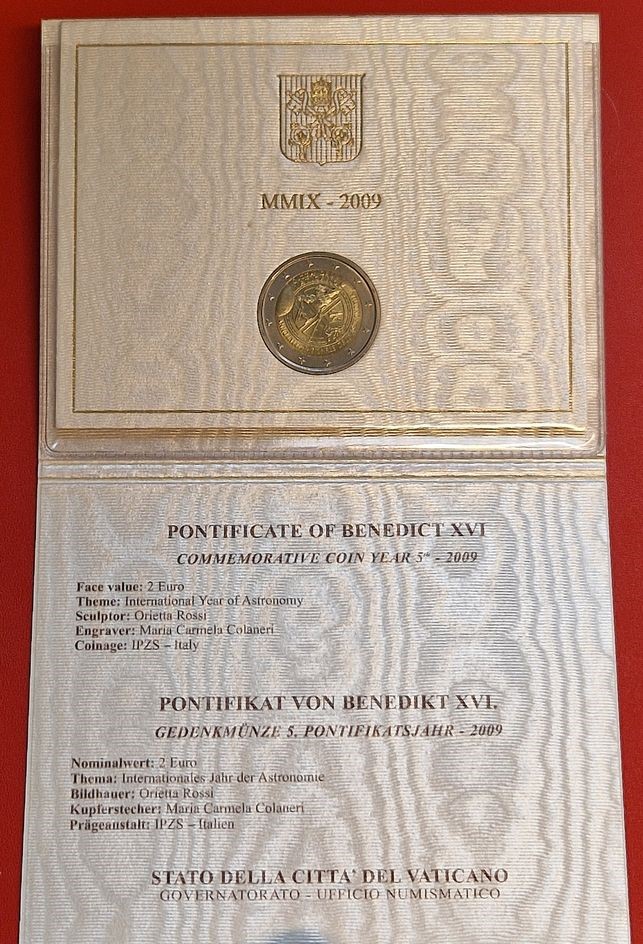 MMIX - 2009
PONTIFICATE OF BENEDICT XVI
COMMEMORATIVE COIN YEAR 5th - 2009
Face value: 2 Euro
Theme: International Year of Astronomy
Sculptor: Orietta Rossi
Engraver: Maria Carmela Colaneri
Coinage: IPZS – Italy
PONTIFIKAT VON BENEDIKT XVI.
GEDENKMÜNZE 5. PONTIFIKATSJAHR - 2009
Nominalwert: 2 Euro
Thema: Internationales Jahr der Astronomie
Bildhauer: Orietta Rossi
Kupferstecher: Maria Carmela Colaneri
Prägeanstalt: IPZS – Italien
STATO DELLA CITTA' DEL VATICANO
GOVERNATORATO - UFFICIO NUMISMATICO